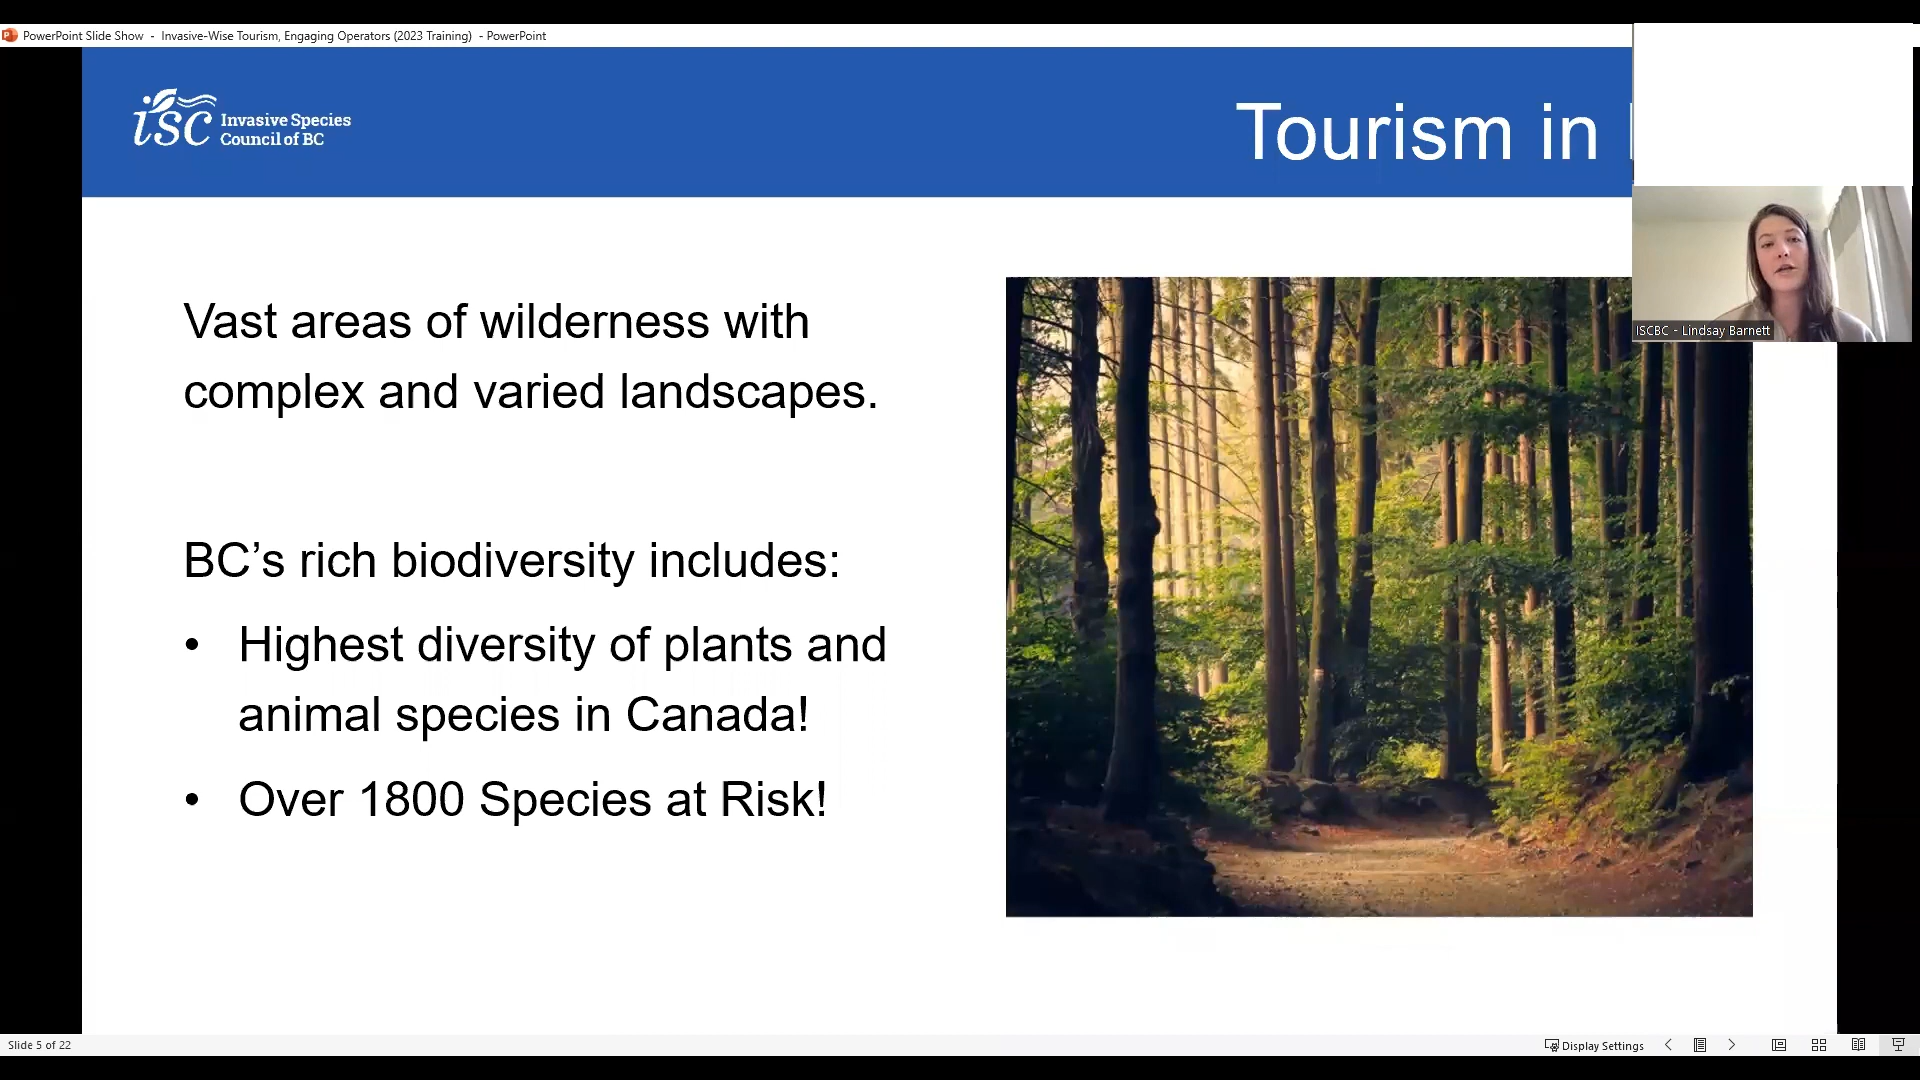 PowerPoint Slide Show - Invasive-Wise Tourism, Engaging Operators (2023 Training) - PowerPoint
isc Invasive Species
Council of BC
Tourism in
ISCBC - Lindsay Barnett
Vast areas of wilderness with
complex and varied landscapes.
BC’s rich biodiversity includes:
• Highest diversity of plants and
animal species in Canada!
• Over 1800 Species at Risk!
Slide 5 of 22
Display Settings